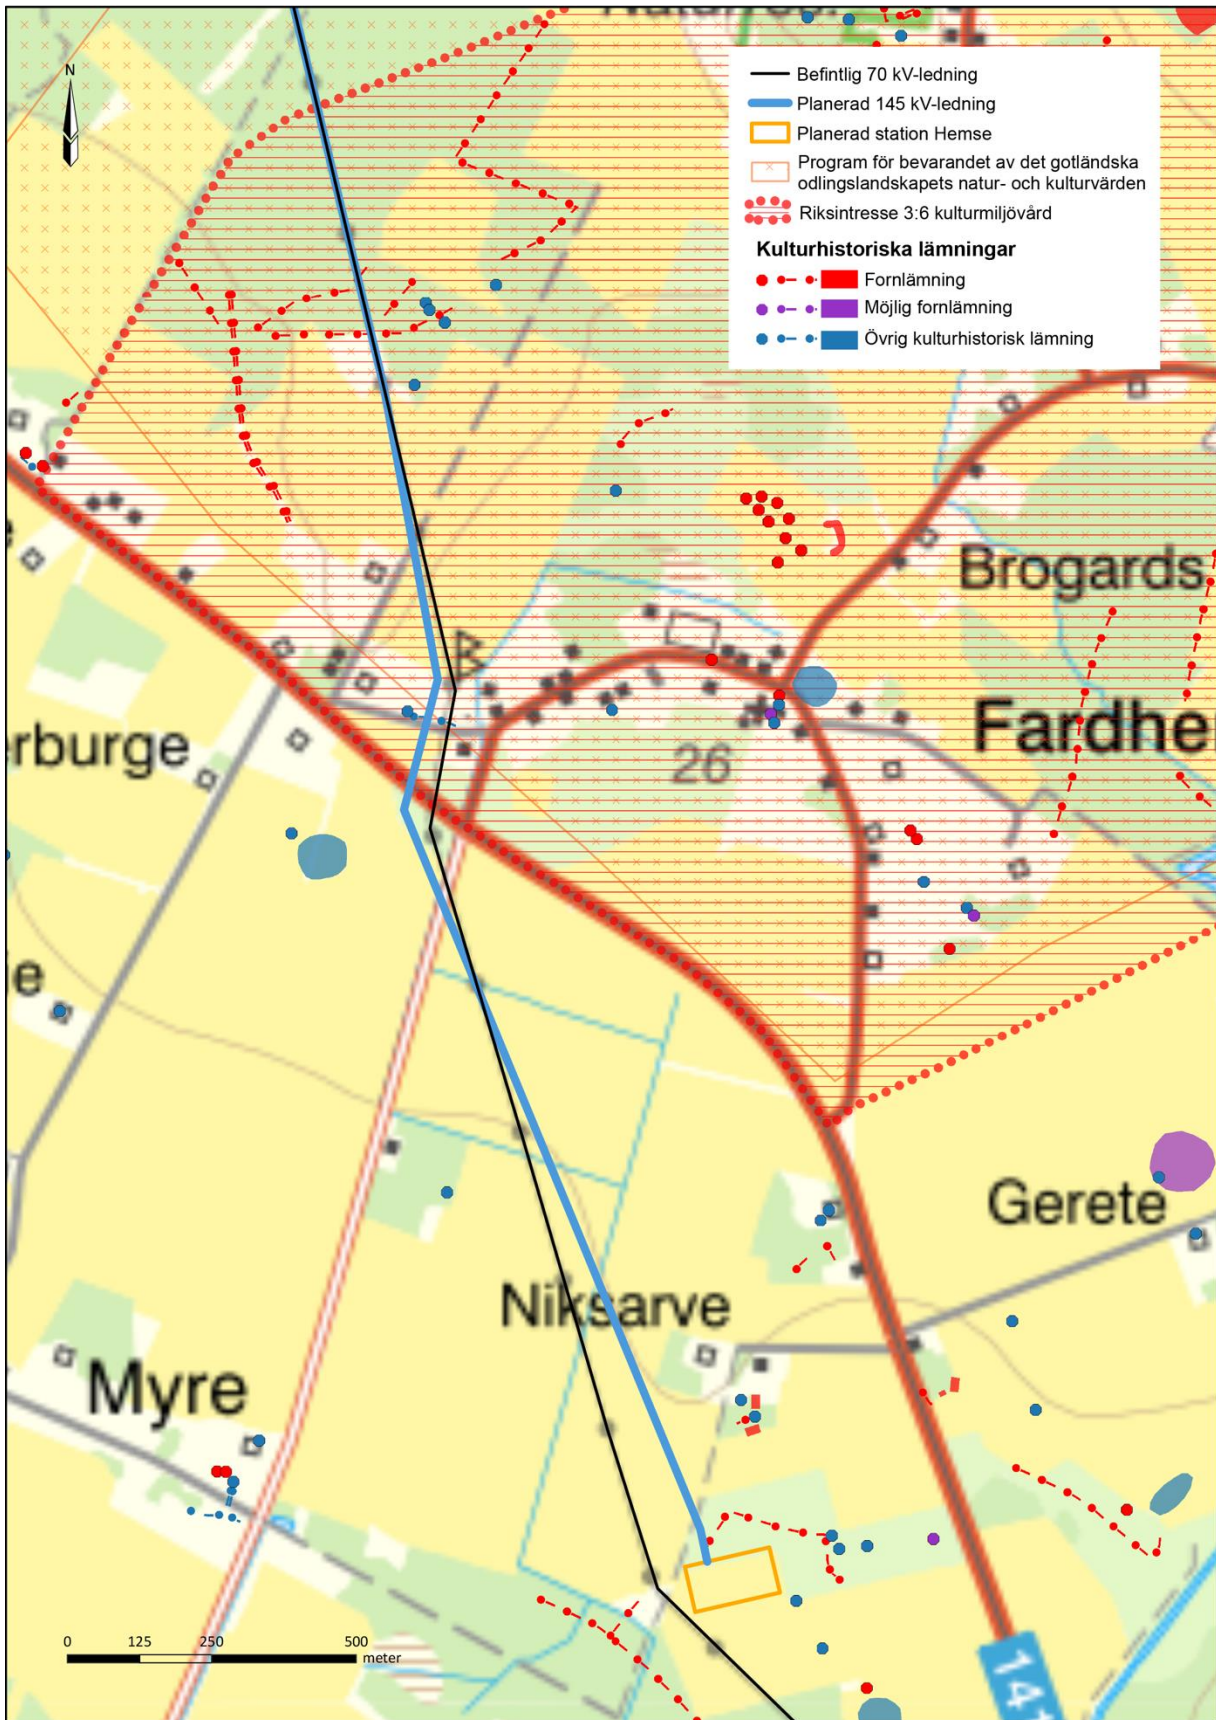 N
Befintlig 70 kV-ledning
Planerad 145 kV-ledning
Planerad station Hemse
Program för bevarandet av det gotländska
odlingslandskapets natur- och kulturvärden
Riksintresse 3:6 kulturmiljövård
Kulturhistoriska lämningar
Fornlämning
Möjlig fornlämning
Övrig kulturhistorisk lämning
Brogards
Fardhe
erburge
26
e
Gerete
Niksarve
Myre
0 125 250 500
meter
141